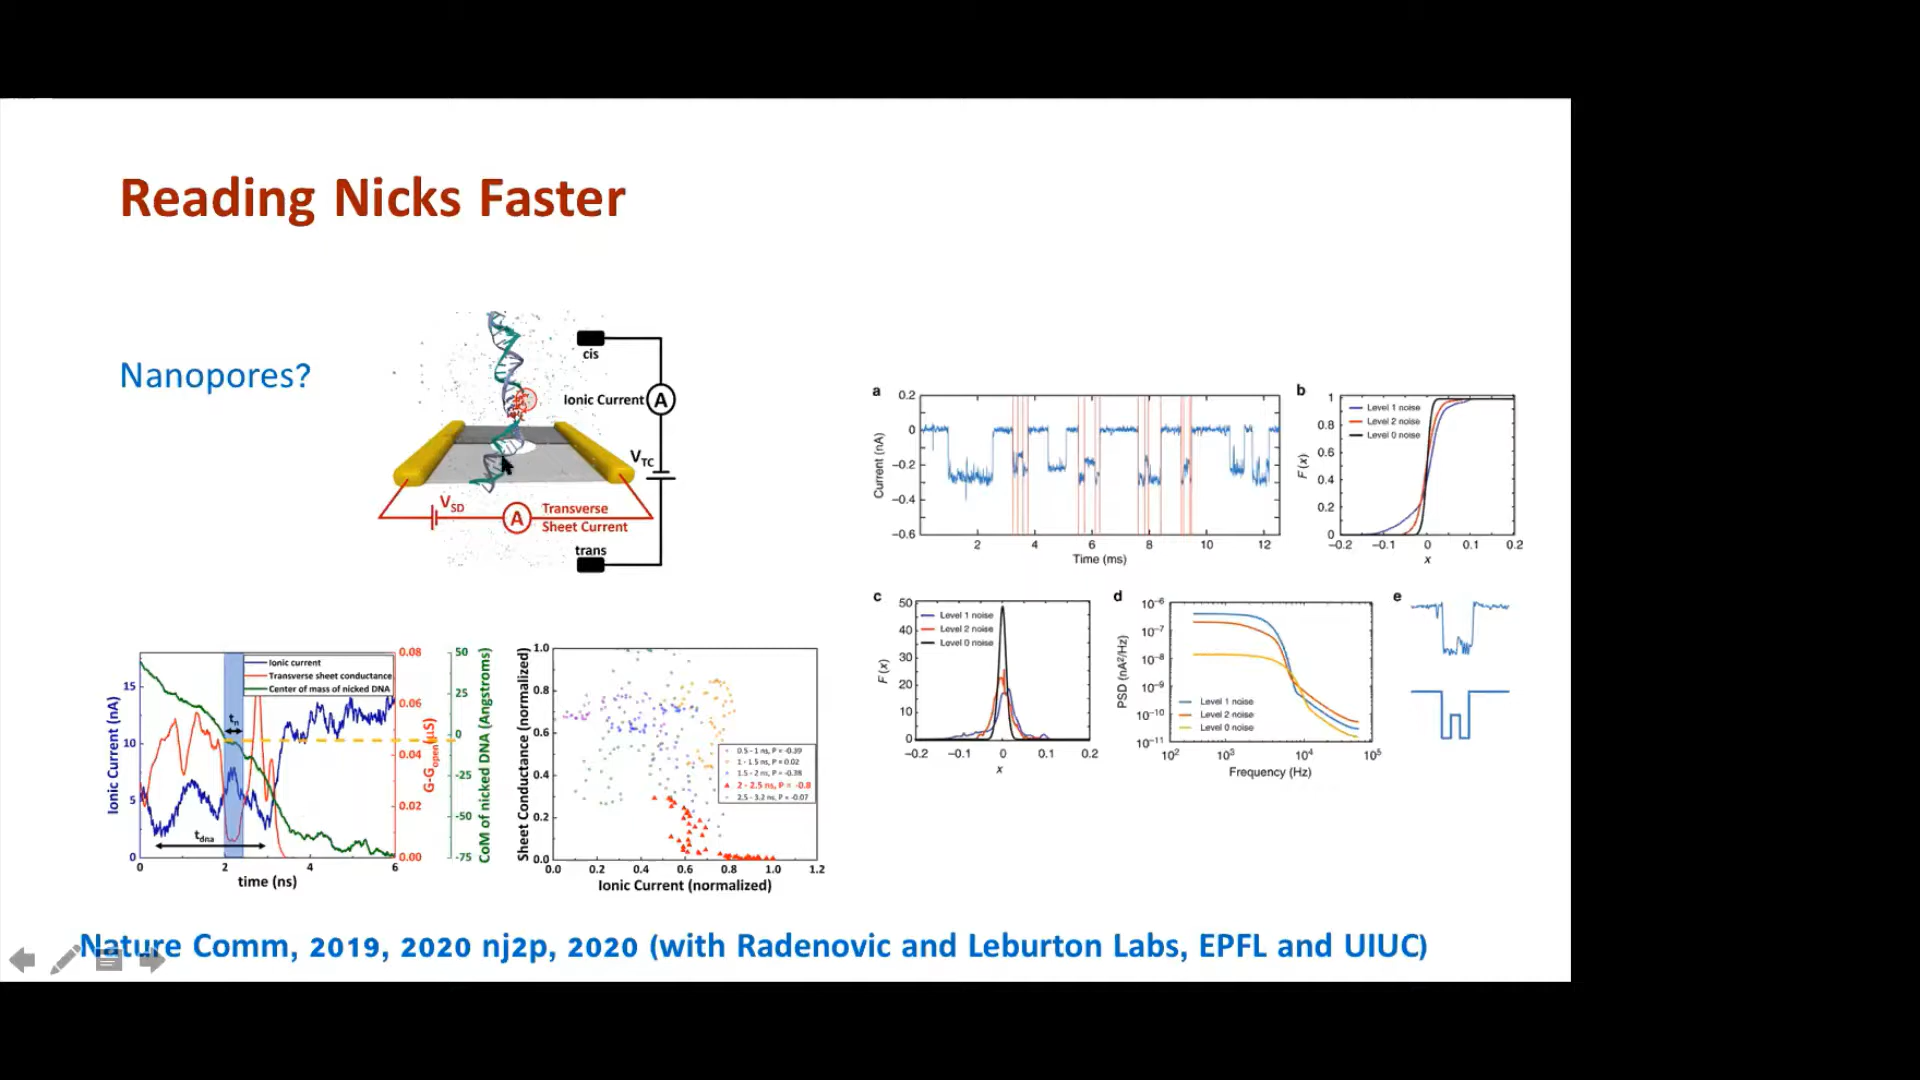 Reading Nicks Faster
Nanopores?
cis
Ionic Current
A
V_TC
V_SD
A
Transverse
Sheet Current
trans
Ionic current
Transverse sheet conductance
Center of mass of nicked DNA
t_n
t_dna
15
10
5
0
Ionic Current (nA)
0 2 4 6
time (ns)
0.08
0.06
0.04
0.02
0.00
G-G_open (μS)
50
25
0
-25
-50
-75
CoM of nicked DNA (Angstroms)
Sheet Conductance (normalized)
1.0
0.8
0.6
0.4
0.2
0.0
0.5 - 1 ns, P = -0.39
1 - 1.5 ns, P = 0.02
1.5 - 2 ns, P = -0.38
2 - 2.5 ns, P = -0.8
2.5 - 3.2 ns, P = -0.07
0.0 0.2 0.4 0.6 0.8 1.0 1.2
Ionic Current (normalized)
a
0.2
0
−0.2
−0.4
−0.6
Current (nA)
2 4 6 8 10 12
Time (ms)
b
1
0.8
0.6
0.4
0.2
0
F (x)
Level 1 noise
Level 2 noise
Level 0 noise
−0.2 −0.1 0 0.1 0.2
x
c
50
40
30
20
10
0
F (x)
Level 1 noise
Level 2 noise
Level 0 noise
−0.2 −0.1 0 0.1 0.2
x
d
10−6
10−7
10−8
10−9
10−10
10−11
PSD (nA2/Hz)
Level 1 noise
Level 2 noise
Level 0 noise
102 103 104 105
Frequency (Hz)
e
Nature Comm, 2019, 2020 nj2p, 2020 (with Radenovic and Leburton Labs, EPFL and UIUC)